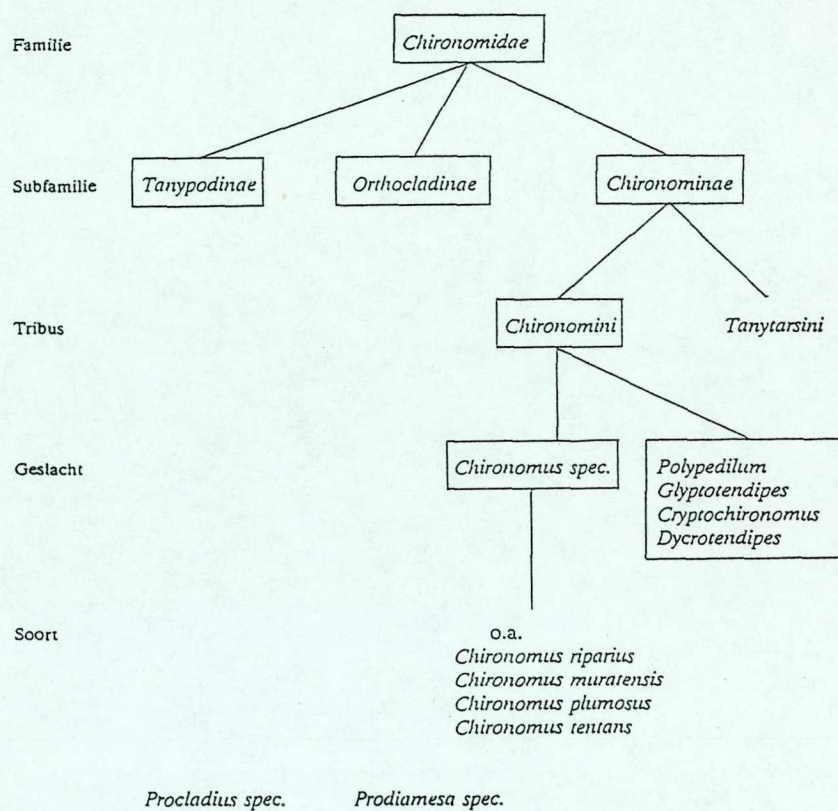 Familie
Chironomidae
Subfamilie
Tanypodinae
Orthocladinae
Chironominae
Tribus
Chironomini
Tanytarsini
Geslacht
Chironomus spec.
Polypedilum
Glyptotendipes
Cryptochironomus
Dycrotendipes
Soort
o.a.
Chironomus riparius
Chironomus muratensis
Chironomus plumosus
Chironomus tentans
Procladius spec.
Prodiamesa spec.